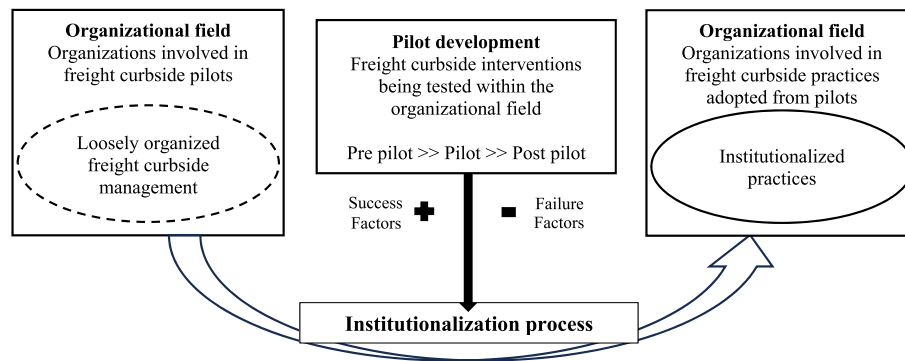 Organizational field
Organizations involved in
freight curbside pilots
Loosely organized
freight curbside
management
Pilot development
Freight curbside interventions
being tested within the
organizational field
Pre pilot >> Pilot >> Post pilot
Success
Factors
+
-
Failure
Factors
Organizational field
Organizations involved in
freight curbside practices
adopted from pilots
Institutionalized
practices
Institutionalization process